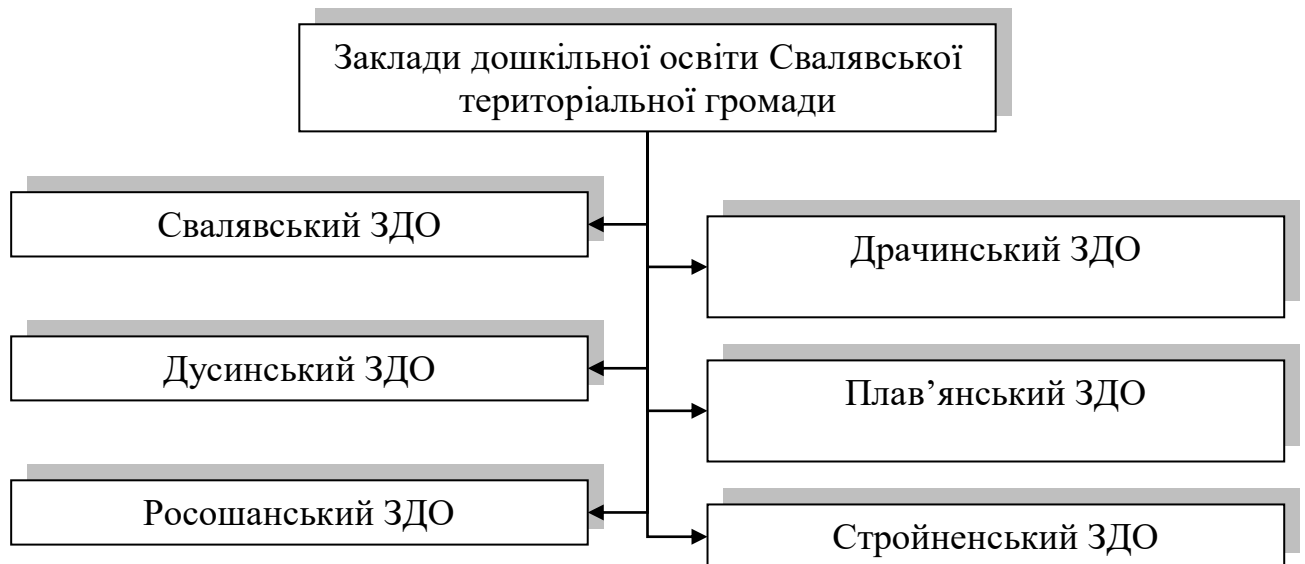 Заклади дошкільної освіти Свалявської
територіальної громади
Свалявський ЗДО
Драчинський ЗДО
Дусинський ЗДО
Плав’янський ЗДО
Росошанський ЗДО
Стройненський ЗДО